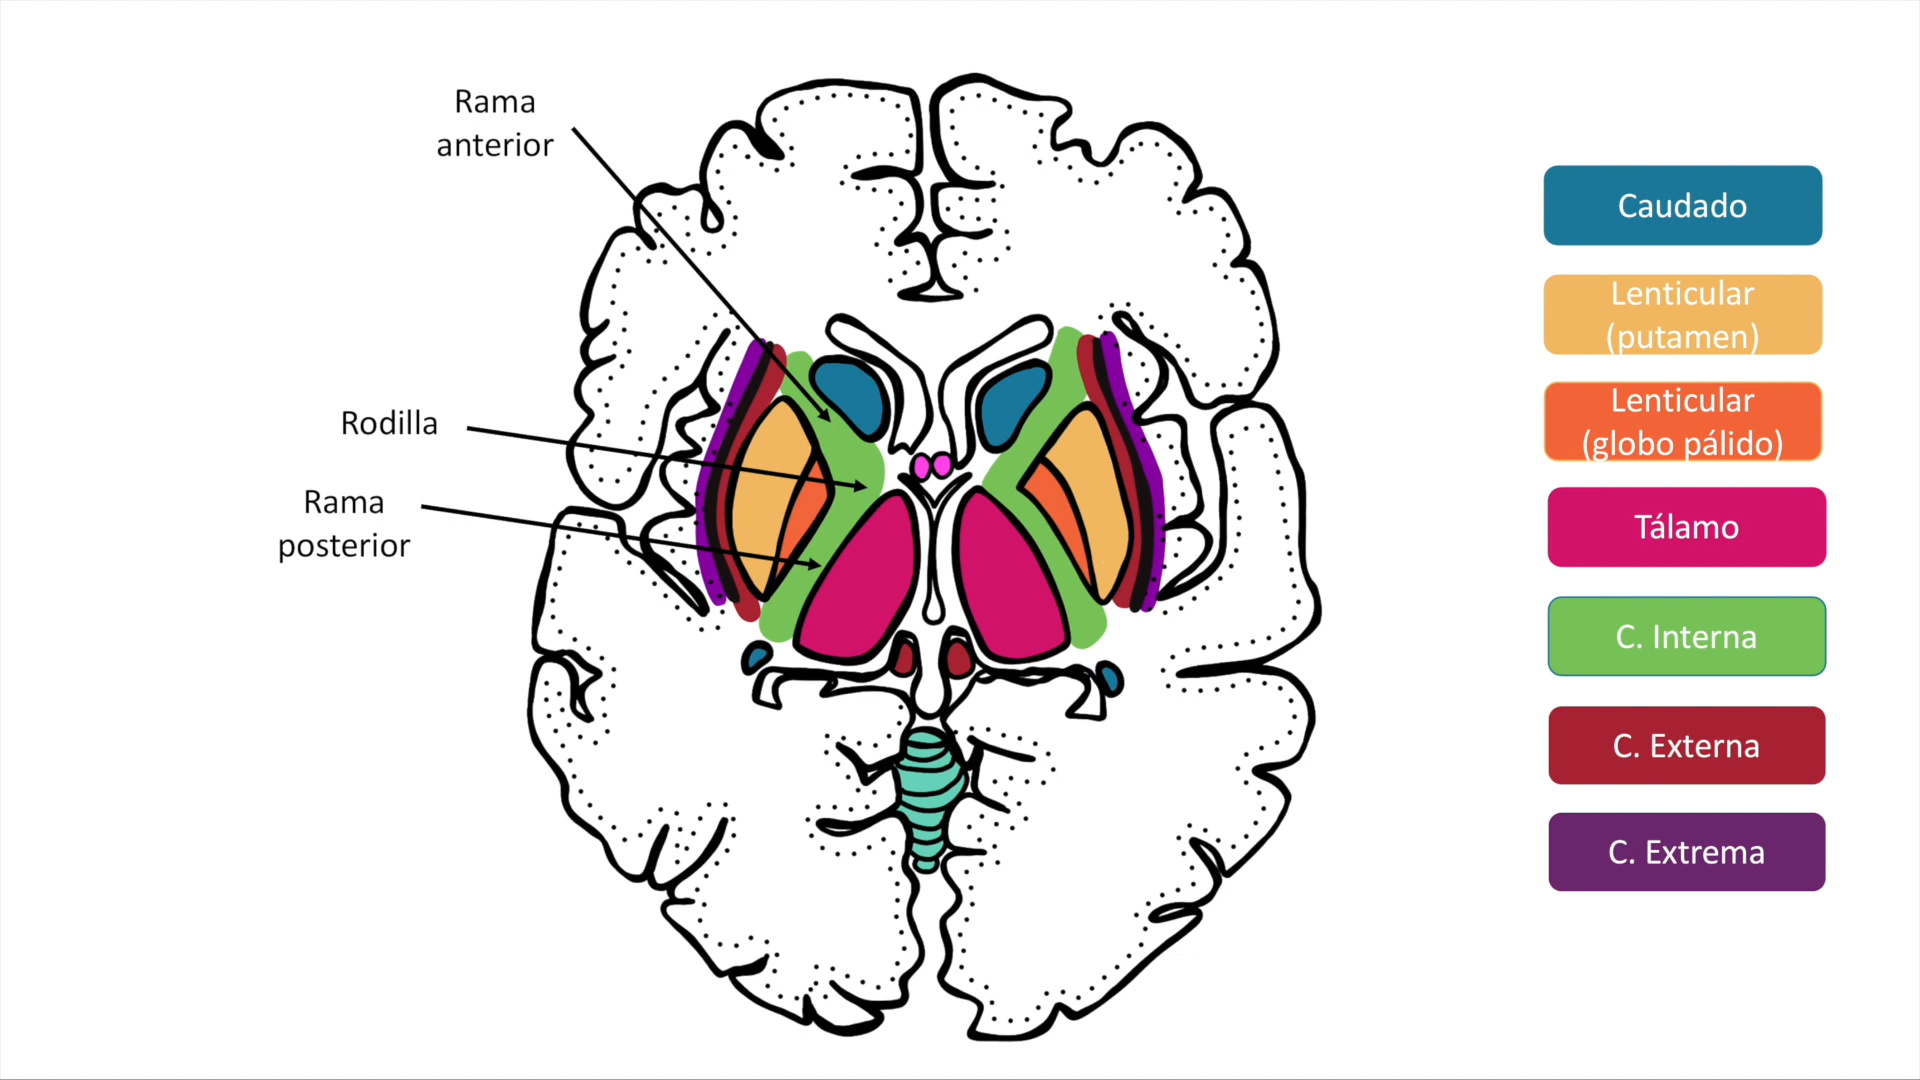 Rama
anterior
Rodilla
Rama
posterior
Caudado
Lenticular
(putamen)
Lenticular
(globo pálido)
Tálamo
C. Interna
C. Externa
C. Extrema